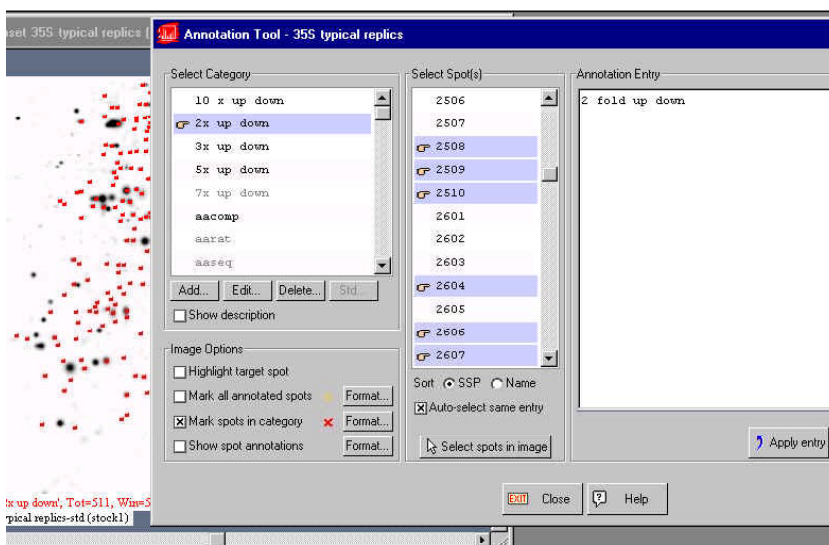 set 35S typical replics (
Annotation Tool - 35S typical replics
Select Category
10 x up down
2x up down
3x up down
5x up down
7x up down
aacomp
aarat
aaseq
Add...
Edit...
Delete...
Std...
Show description
Image Options
Highlight target spot
Mark all annotated spots
Format...
Mark spots in category
Format...
Show spot annotations
Format...
Select Spot(s)
2506
2507
2508
2509
2510
2601
2602
2603
2604
2605
2606
2607
Sort SSP Name
Auto-select same entry
Select spots in image
Annotation Entry
2 fold up down
Apply entry
EXIT Close
? Help
x up down', Tot=511, Win=5
ypical replics-std (stock1)